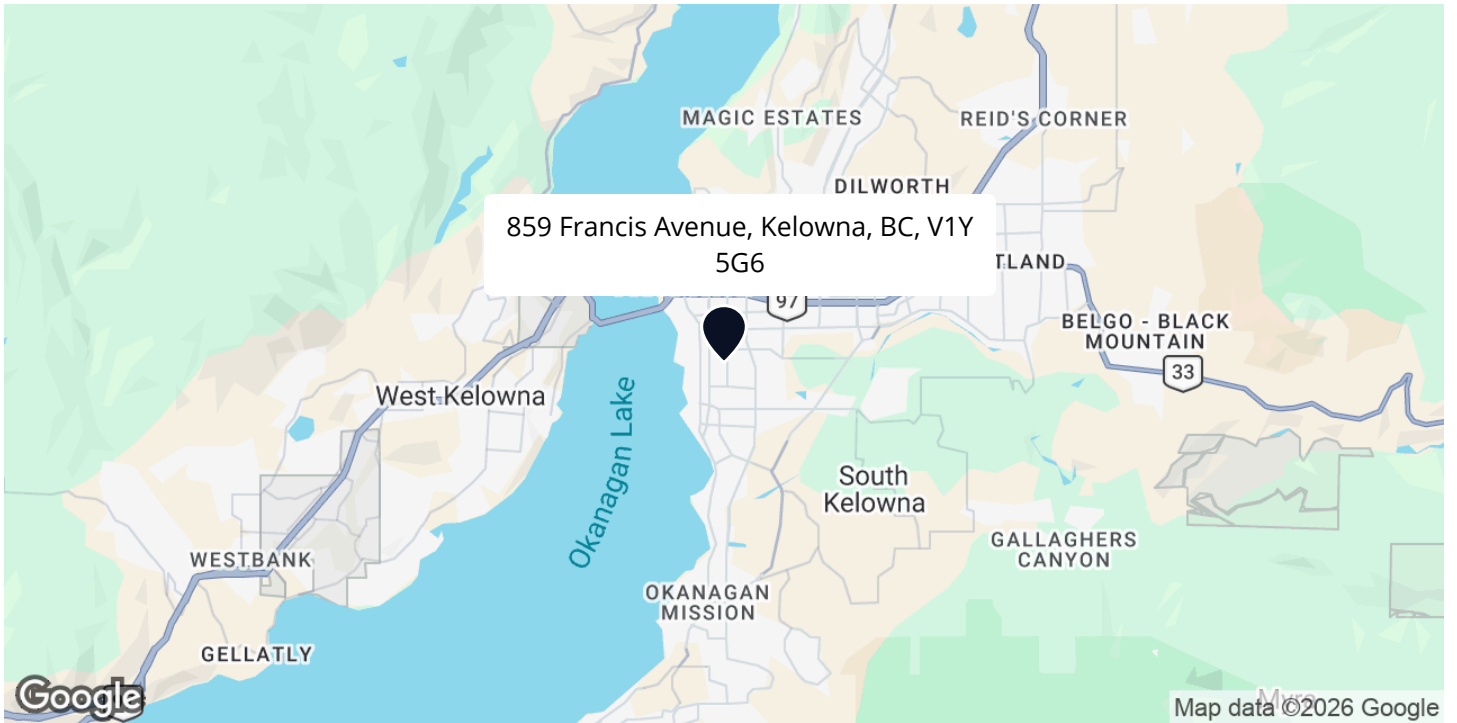 MAGIC ESTATES
REID'S CORNER
DILWORTH
859 Francis Avenue, Kelowna, BC, V1Y
5G6
TLAND
97
BELGO - BLACK
MOUNTAIN
33
West Kelowna
Okanagan Lake
South
Kelowna
GALLAGHERS
CANYON
WESTBANK
OKANAGAN
MISSION
GELLATLY
Google
Myra
Map data ©2026 Google